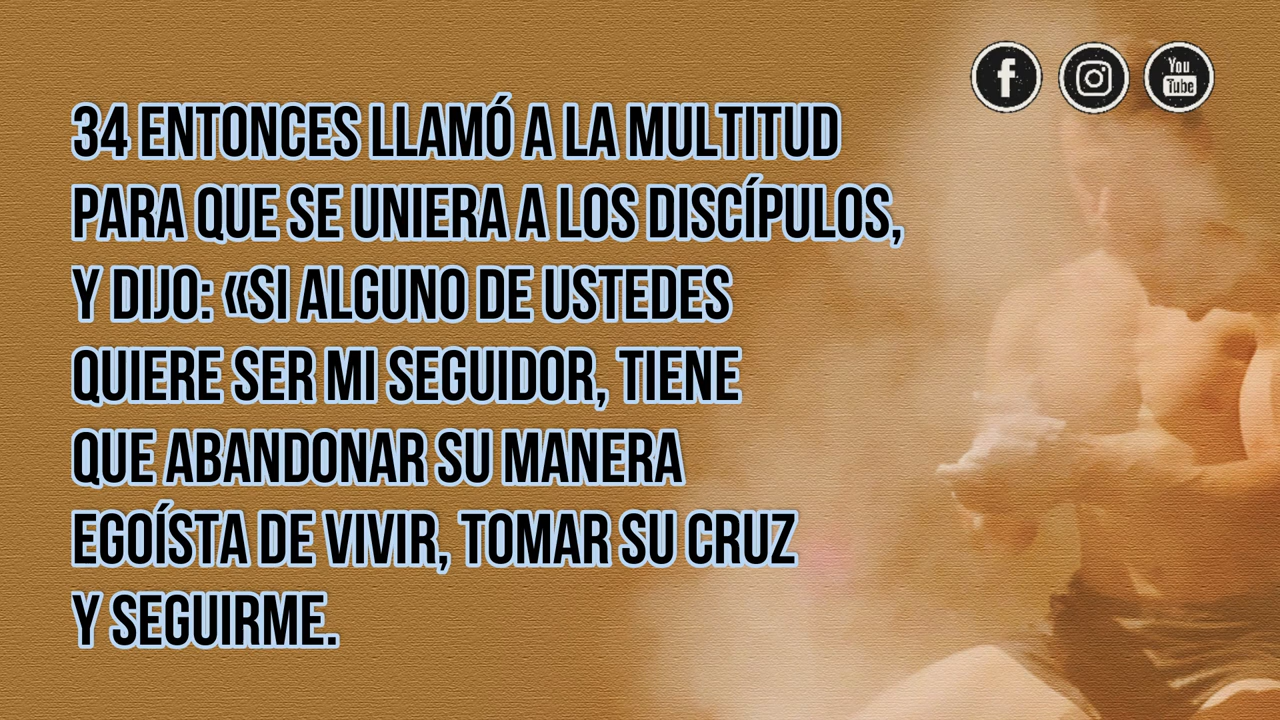 You
Tube
34 ENTONCES LLAMÓ A LA MULTITUD
PARA QUE SE UNIERA A LOS DISCÍPULOS,
Y DIJO: «SI ALGUNO DE USTEDES
QUIERE SER MI SEGUIDOR, TIENE
QUE ABANDONAR SU MANERA
EGOÍSTA DE VIVIR, TOMAR SU CRUZ
Y SEGUIRME.